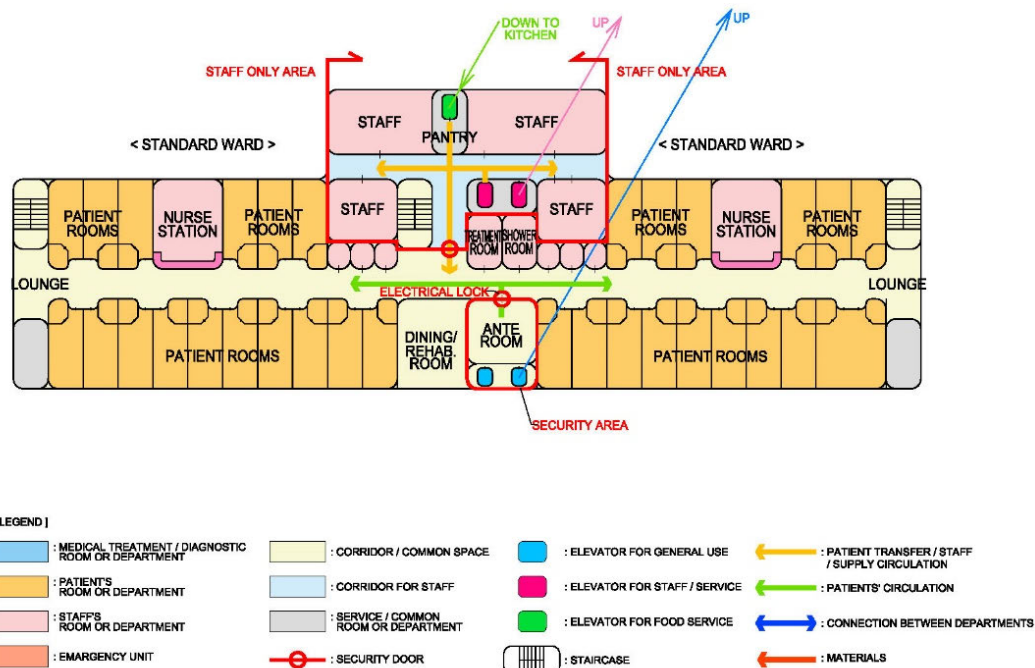 DOWN TO
KITCHEN
UP
UP
STAFF ONLY AREA
STAFF ONLY AREA
STAFF
STAFF
PANTRY
< STANDARD WARD >
< STANDARD WARD >
PATIENT
ROOMS
NURSE
STATION
PATIENT
ROOMS
STAFF
TREATMENT
ROOM
SHOWER
ROOM
STAFF
PATIENT
ROOMS
NURSE
STATION
PATIENT
ROOMS
LOUNGE
LOUNGE
ELECTRICAL LOCK
PATIENT ROOMS
DINING/
REHAB.
ROOM
ANTE
ROOM
PATIENT ROOMS
SECURITY AREA
LEGEND ]
: MEDICAL TREATMENT / DIAGNOSTIC
ROOM OR DEPARTMENT
: PATIENT'S
ROOM OR DEPARTMENT
: STAFF'S
ROOM OR DEPARTMENT
: EMERGENCY UNIT
: CORRIDOR / COMMON SPACE
: CORRIDOR FOR STAFF
: SERVICE / COMMON
ROOM OR DEPARTMENT
: SECURITY DOOR
: ELEVATOR FOR GENERAL USE
: ELEVATOR FOR STAFF / SERVICE
: ELEVATOR FOR FOOD SERVICE
: STAIRCASE
: PATIENT TRANSFER / STAFF
/ SUPPLY CIRCULATION
: PATIENTS' CIRCULATION
: CONNECTION BETWEEN DEPARTMENTS
: MATERIALS